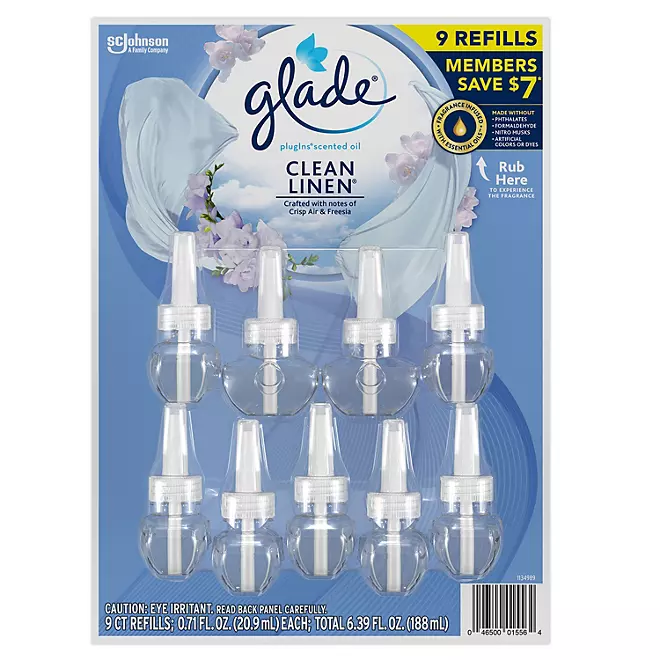 scjohnson
A Family Company
9 REFILLS
MEMBERS
SAVE $7*
glade®
plugins® scented oil
CLEAN
LINEN®
Crafted with notes of
Crisp Air & Freesia
• FRAGRANCE INFUSED •
WITH ESSENTIAL OILS
MADE WITHOUT
• PHTHALATES
• FORMALDEHYDE
• NITRO MUSKS
• ARTIFICIAL
COLORS OR DYES
Rub
Here
TO EXPERIENCE
THE FRAGRANCE
1134989
CAUTION: EYE IRRITANT. READ BACK PANEL CAREFULLY.
9 CT REFILLS; 0.71 FL. OZ. (20.9 mL) EACH; TOTAL 6.39 FL. OZ. (188 mL)
0 46500 01556 4